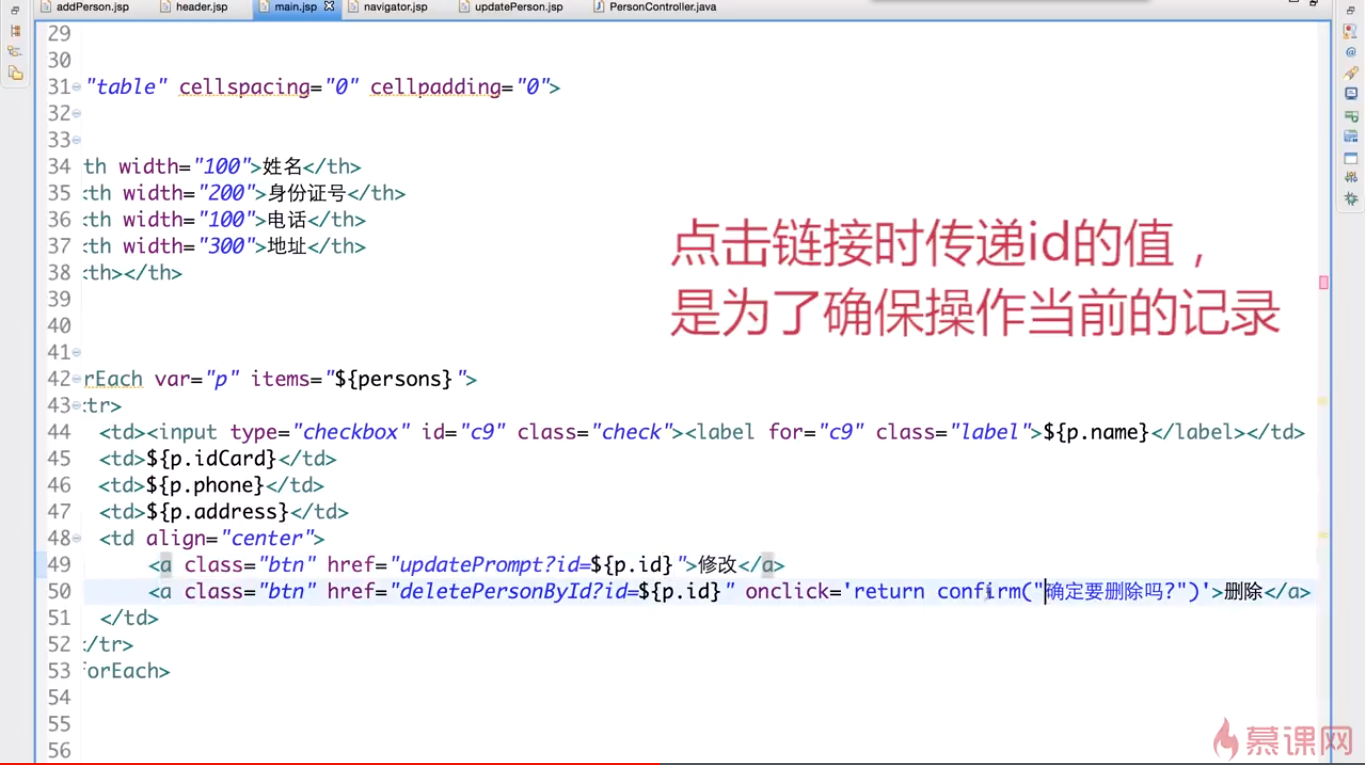 addPerson.jsp header.jsp main.jsp navigator.jsp updatePerson.jsp PersonController.java
29
30
31 "table" cellspacing="0" cellpadding="0">
32
33
34 th width="100">姓名</th>
35 <th width="200">身份证号</th>
36 <th width="100">电话</th>
37 <th width="300">地址</th>
38 <th></th>
39
40
41
42 rEach var="p" items="${persons}">
43 <tr>
44 <td><input type="checkbox" id="c9" class="check"><label for="c9" class="label">${p.name}</label></td>
45 <td>${p.idCard}</td>
46 <td>${p.phone}</td>
47 <td>${p.address}</td>
48 <td align="center">
49 <a class="btn" href="updatePrompt?id=${p.id}">修改</a>
50 <a class="btn" href="deletePersonById?id=${p.id}" onclick='return confirm("确定要删除吗?")'>删除</a>
51 </td>
52 </tr>
53 forEach>
54
55
56
点击链接时传递id的值，
是为了确保操作当前的记录
慕课网